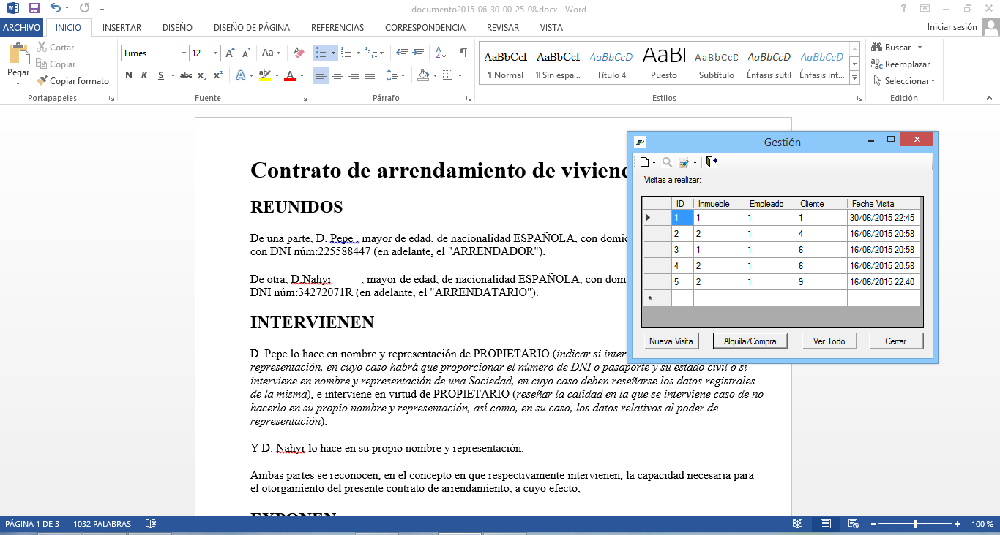 documento2015-06-30-00-25-08.docx - Word
ARCHIVO INICIO INSERTAR DISEÑO DISEÑO DE PÁGINA REFERENCIAS CORRESPONDENCIA REVISAR VISTA Iniciar sesión
Pegar
Cortar
Copiar
Copiar formato
Portapapeles
Times 12 A A Aa
N K S abc x₂ x² A ab A
Fuente
Párrafo
AaBbCcI AaBbCcI AaBbCcD AaBl AaBbCcC AaBbCcD AaBbCcD
¶ Normal ¶ Sin espa... Título 4 Puesto Subtítulo Énfasis sutil Énfasis int...
Estilos
Buscar
Reemplazar
Seleccionar
Edición
Contrato de arrendamiento de viviend
REUNIDOS
De una parte, D. Pepe , mayor de edad, de nacionalidad ESPAÑOLA, con domic
con DNI núm:225588447 (en adelante, el "ARRENDADOR").
De otra, D.Nahyr , mayor de edad, de nacionalidad ESPAÑOLA, con dom
DNI núm:34272071R (en adelante, el "ARRENDATARIO").
INTERVIENEN
D. Pepe lo hace en nombre y representación de PROPIETARIO (indicar si inter
representación, en cuyo caso habrá que proporcionar el número de DNI o pasaporte y su estado civil o si
interviene en nombre y representación de una Sociedad, en cuyo caso deben reseñarse los datos registrales
de la misma), e interviene en virtud de PROPIETARIO (reseñar la calidad en la que se interviene caso de no
hacerlo en su propio nombre y representación, así como, en su caso, los datos relativos al poder de
representación).
Y D. Nahyr lo hace en su propio nombre y representación.
Ambas partes se reconocen, en el concepto en que respectivamente intervienen, la capacidad necesaria para
el otorgamiento del presente contrato de arrendamiento, a cuyo efecto,
EXPONEN
Gestión
Visitas a realizar:
ID Inmueble Empleado Cliente Fecha Visita
1 1 1 1 30/06/2015 22:45
2 2 1 4 16/06/2015 20:58
3 1 1 6 16/06/2015 20:58
4 2 1 6 16/06/2015 20:58
5 2 1 9 16/06/2015 22:40
*
Nueva Visita Alquila/Compra Ver Todo Cerrar
PÁGINA 1 DE 3 1032 PALABRAS 100 %